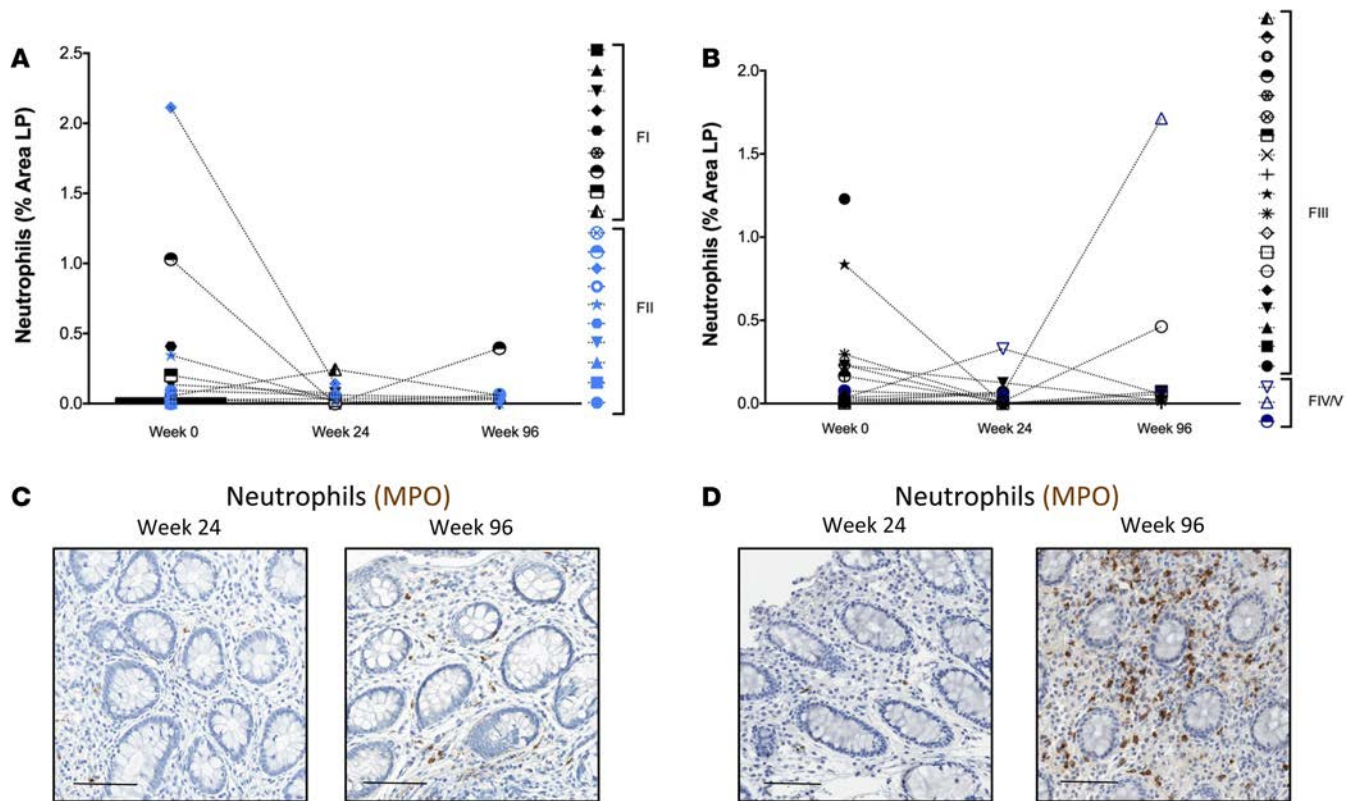 A
Neutrophils (% Area LP)
2.5
2.0
1.5
1.0
0.5
0.0
Week 0
Week 24
Week 96
FI
FII
B
Neutrophils (% Area LP)
2.0
1.5
1.0
0.5
0.0
Week 0
Week 24
Week 96
FIII
FIV/V
C
Neutrophils (MPO)
Week 24
Week 96
D
Neutrophils (MPO)
Week 24
Week 96